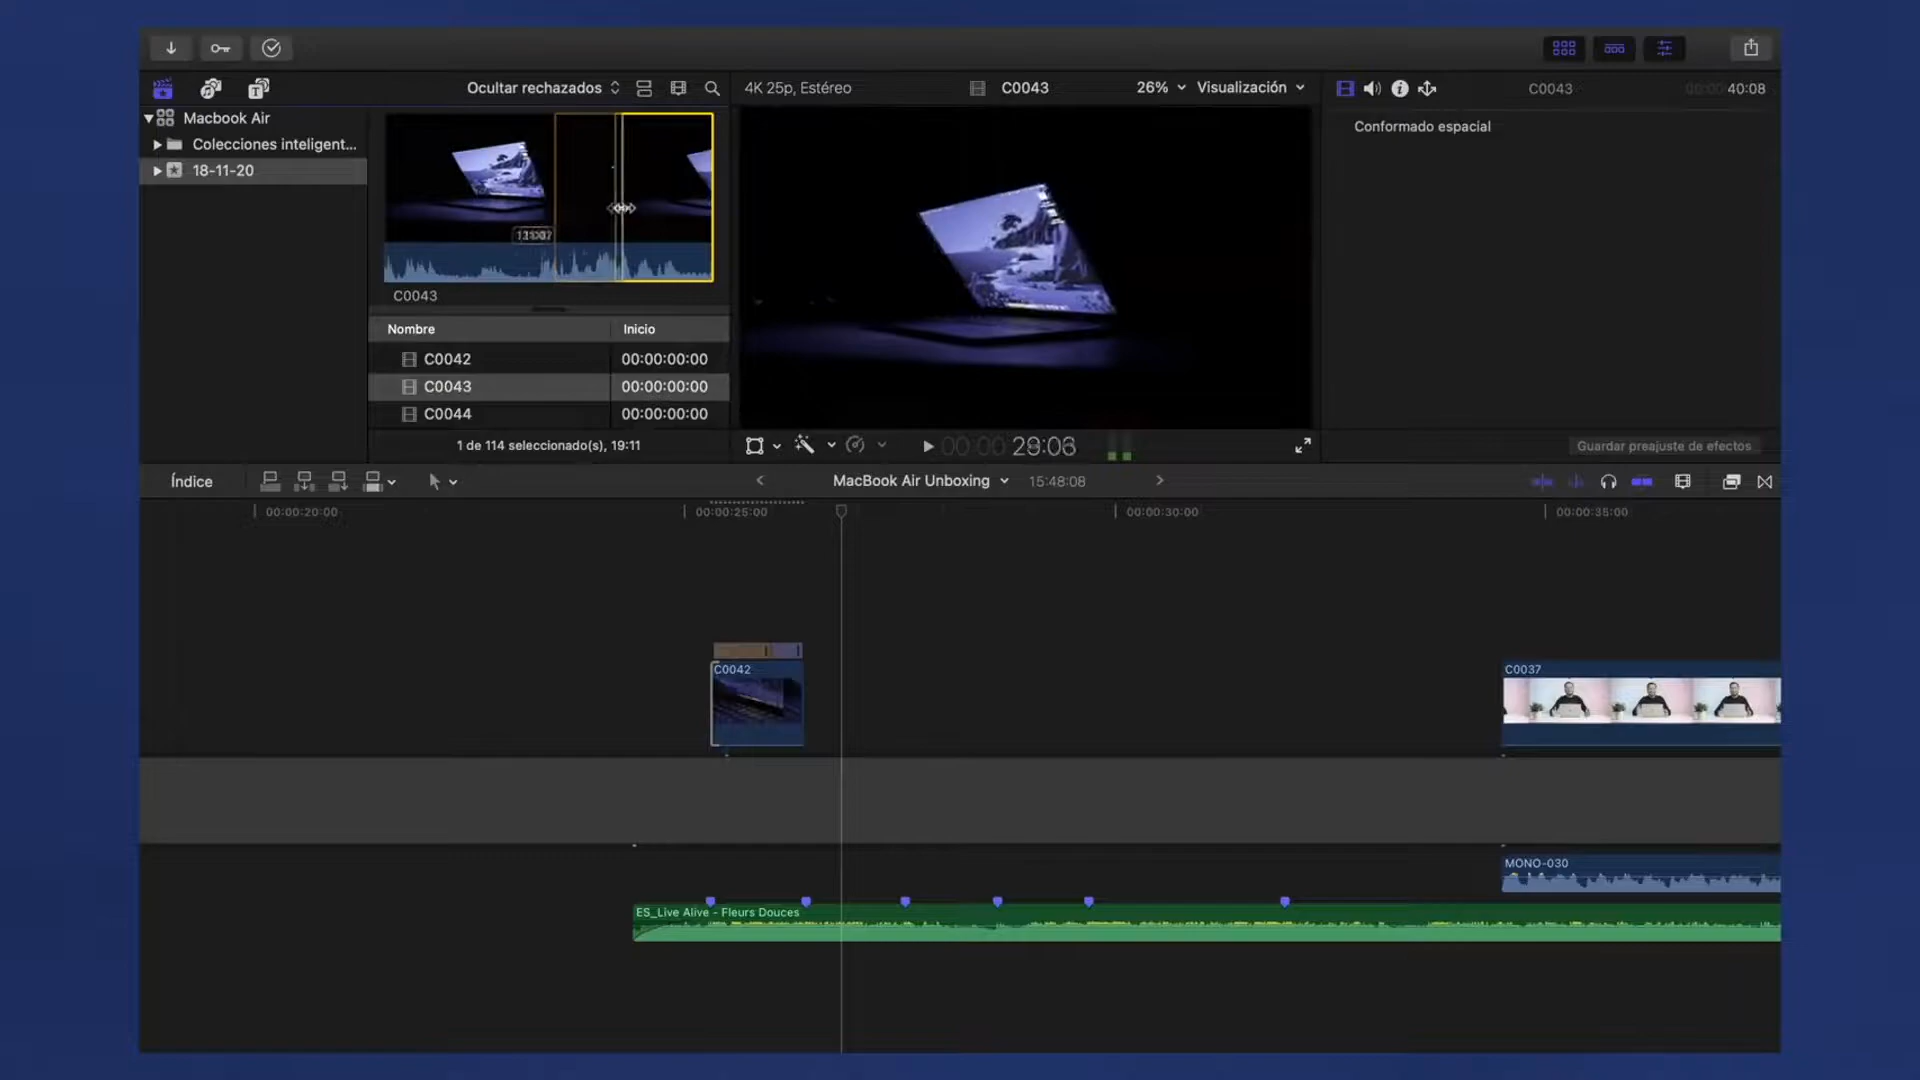 Ocultar rechazados
4K 25p, Estéreo
C0043
26%
Visualización
C0043
40:08
Macbook Air
Colecciones inteligent...
18-11-20
Conformado espacial
C0043
Nombre
Inicio
C0042
00:00:00:00
C0043
00:00:00:00
C0044
00:00:00:00
1 de 114 seleccionado(s), 19:11
00:00:29:06
Guardar preajuste de efectos
Índice
MacBook Air Unboxing
15:48:08
00:00:20:00
00:00:25:00
00:00:30:00
00:00:35:00
C0042
C0037
MONO-030
ES_Live Alive - Fleurs Douces